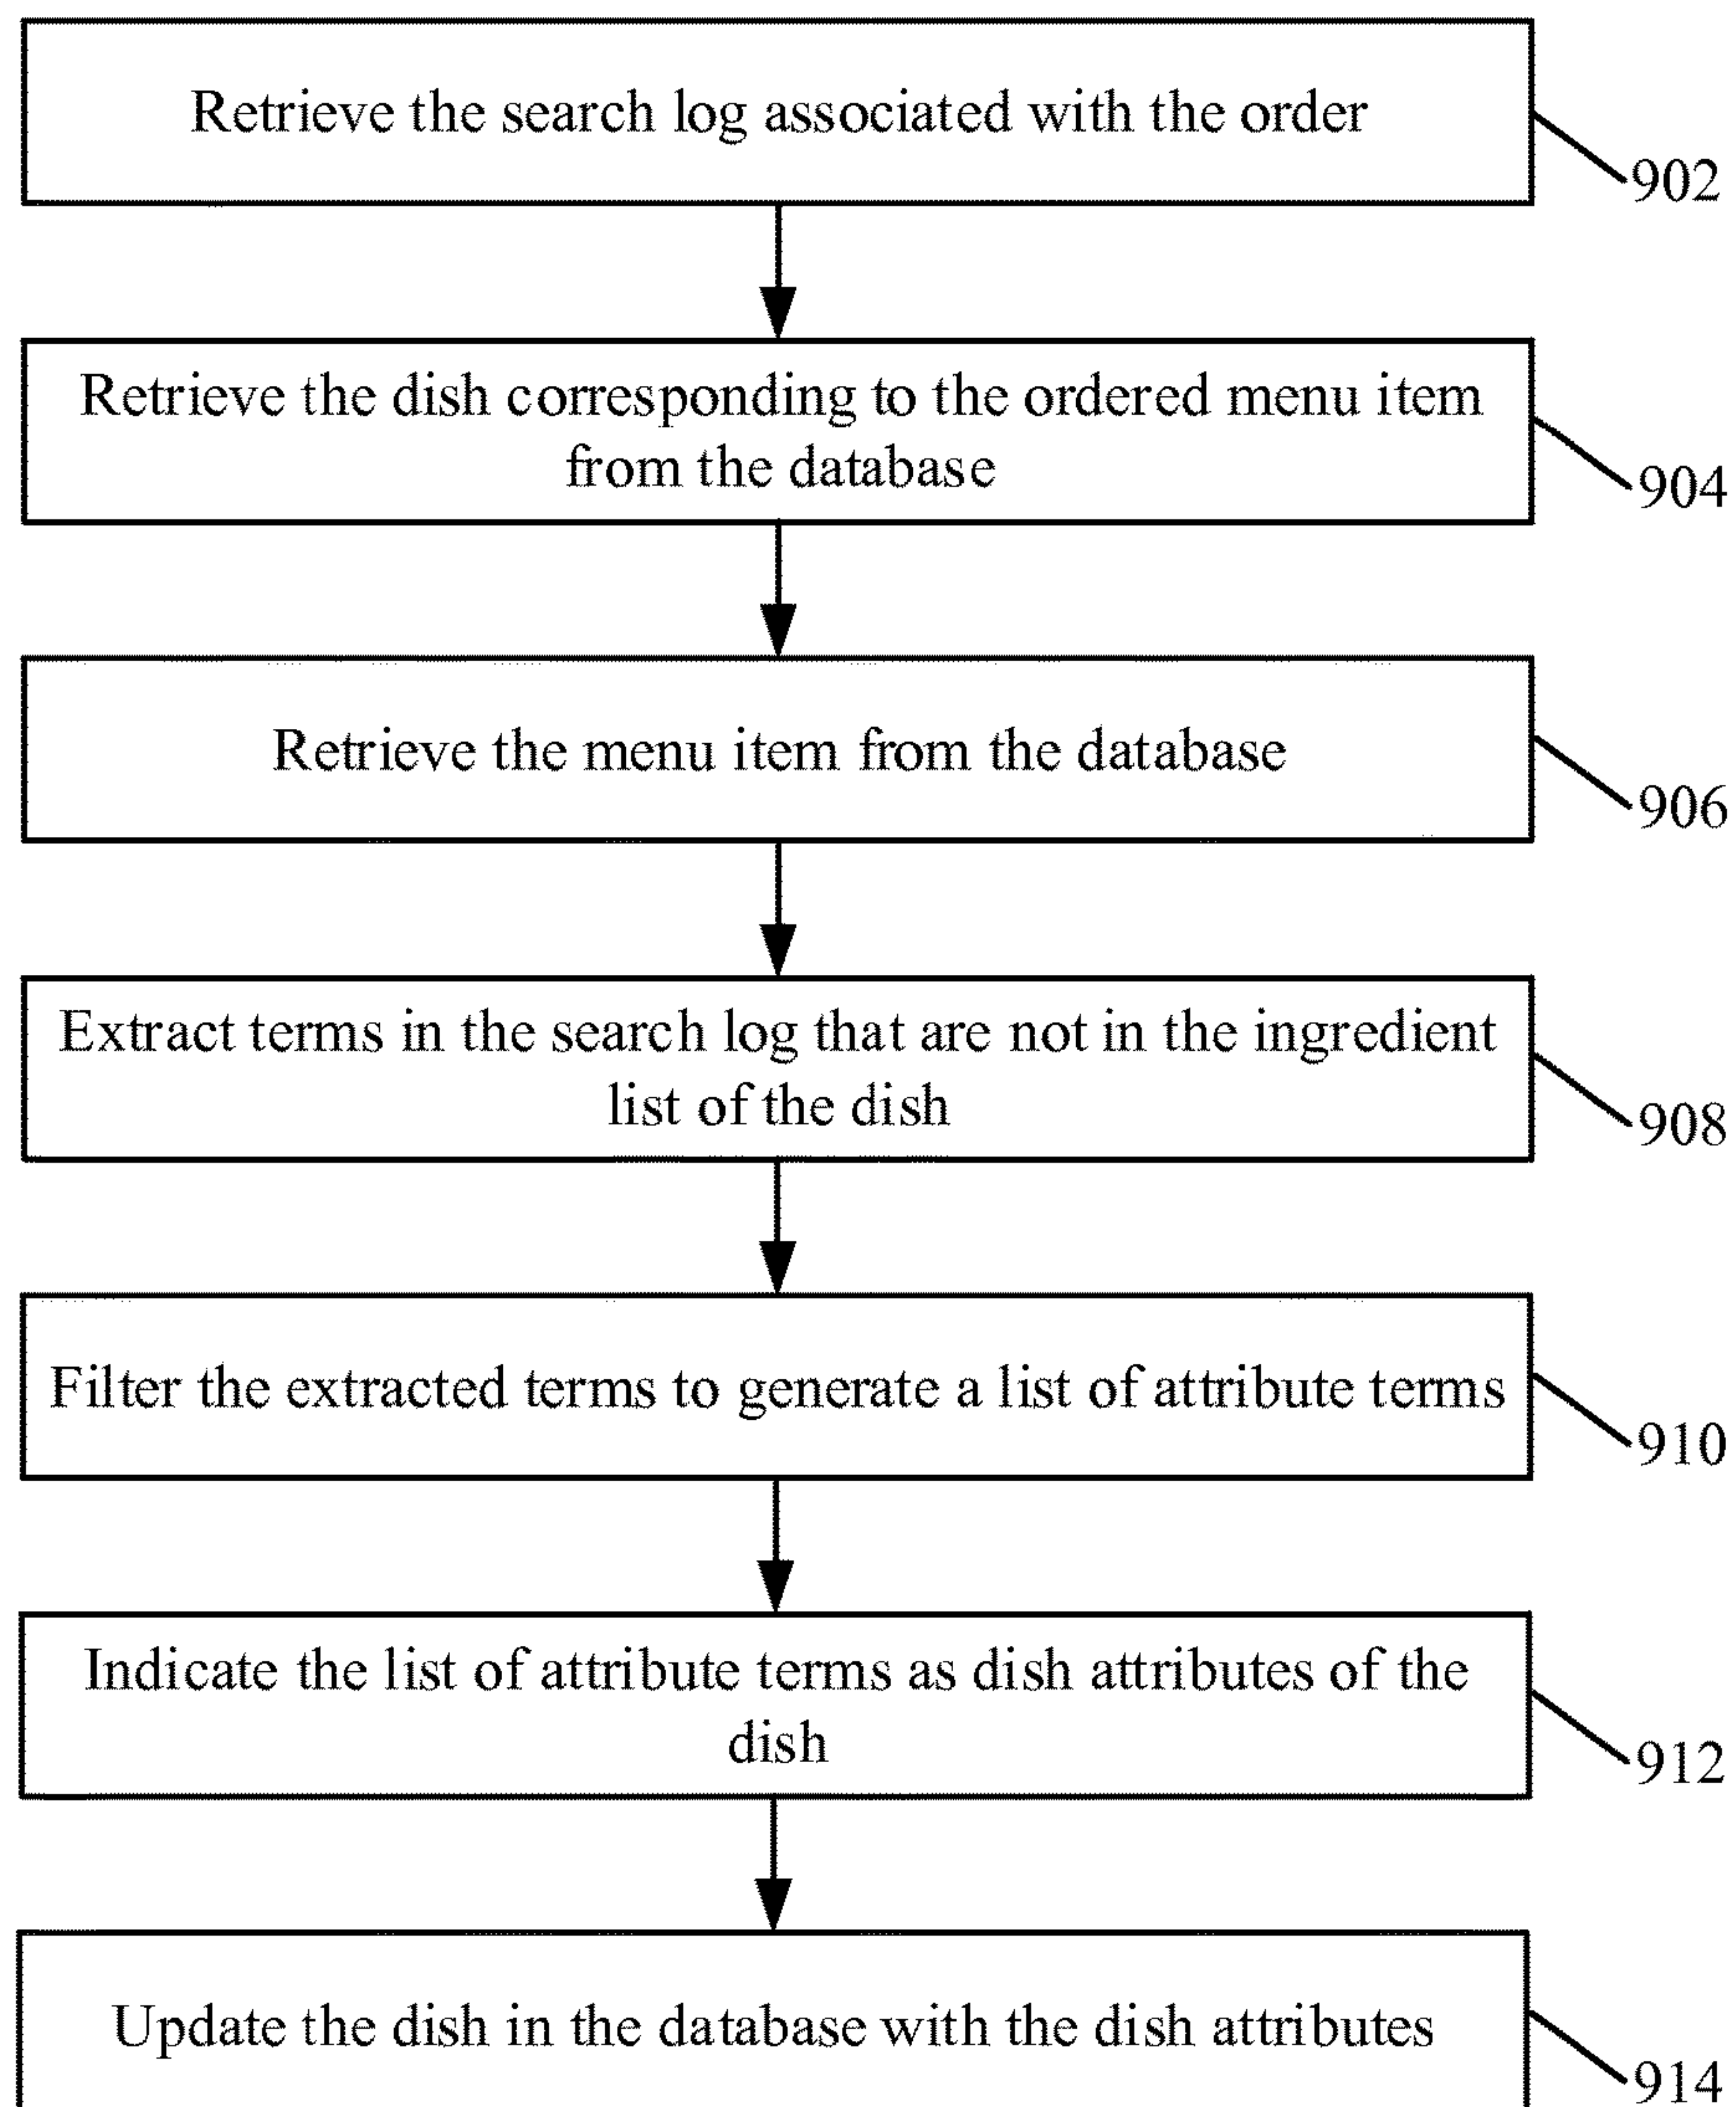 Retrieve the search log associated with the order
902
Retrieve the dish corresponding to the ordered menu item
from the database
904
Retrieve the menu item from the database
906
Extract terms in the search log that are not in the ingredient
list of the dish
908
Filter the extracted terms to generate a list of attribute terms
910
Indicate the list of attribute terms as dish attributes of the
dish
912
Update the dish in the database with the dish attributes
914